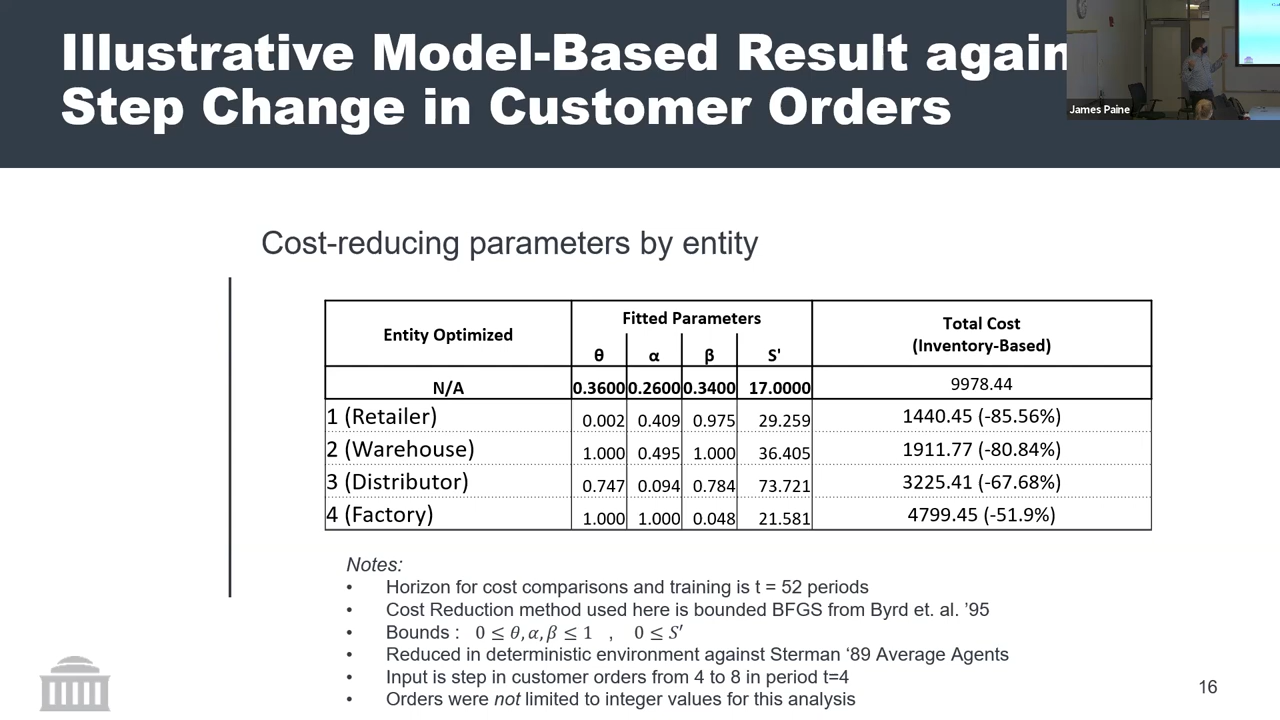 Illustrative Model-Based Result again
Step Change in Customer Orders
James Paine
Cost-reducing parameters by entity
Entity Optimized Fitted Parameters Total Cost (Inventory-Based)
θ α β S'
N/A 0.3600 0.2600 0.3400 17.0000 9978.44
1 (Retailer) 0.002 0.409 0.975 29.259 1440.45 (-85.56%)
2 (Warehouse) 1.000 0.495 1.000 36.405 1911.77 (-80.84%)
3 (Distributor) 0.747 0.094 0.784 73.721 3225.41 (-67.68%)
4 (Factory) 1.000 1.000 0.048 21.581 4799.45 (-51.9%)
Notes:
• Horizon for cost comparisons and training is t = 52 periods
• Cost Reduction method used here is bounded BFGS from Byrd et. al. ’95
• Bounds : 0 ≤ θ, α, β ≤ 1 , 0 ≤ S′
• Reduced in deterministic environment against Sterman ‘89 Average Agents
• Input is step in customer orders from 4 to 8 in period t=4
• Orders were not limited to integer values for this analysis
16